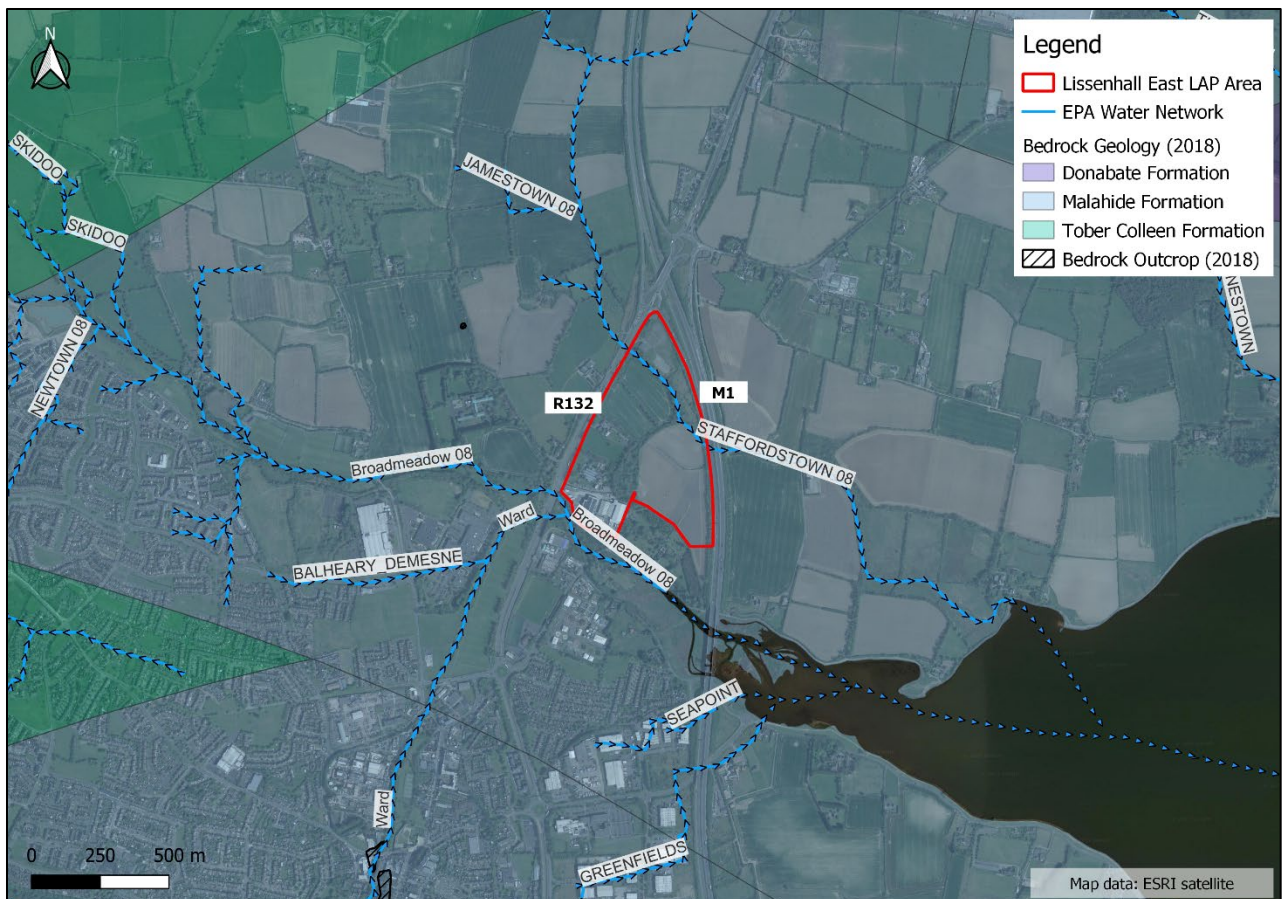 N
Legend
Lissenhall East LAP Area
EPA Water Network
Bedrock Geology (2018)
Donabate Formation
Malahide Formation
Tober Colleen Formation
Bedrock Outcrop (2018)
SKIDOO
JAMESTOWN 08
SKIDOO
NESTOWN
NEWTOWN 08
R132
M1
STAFFORDSTOWN 08
Broadmeadow 08
Ward
Broadmeadow 08
BALHEARY DEMESNE
SEAPOINT
Ward
GREENFIELDS
0 250 500 m
Map data: ESRI satellite